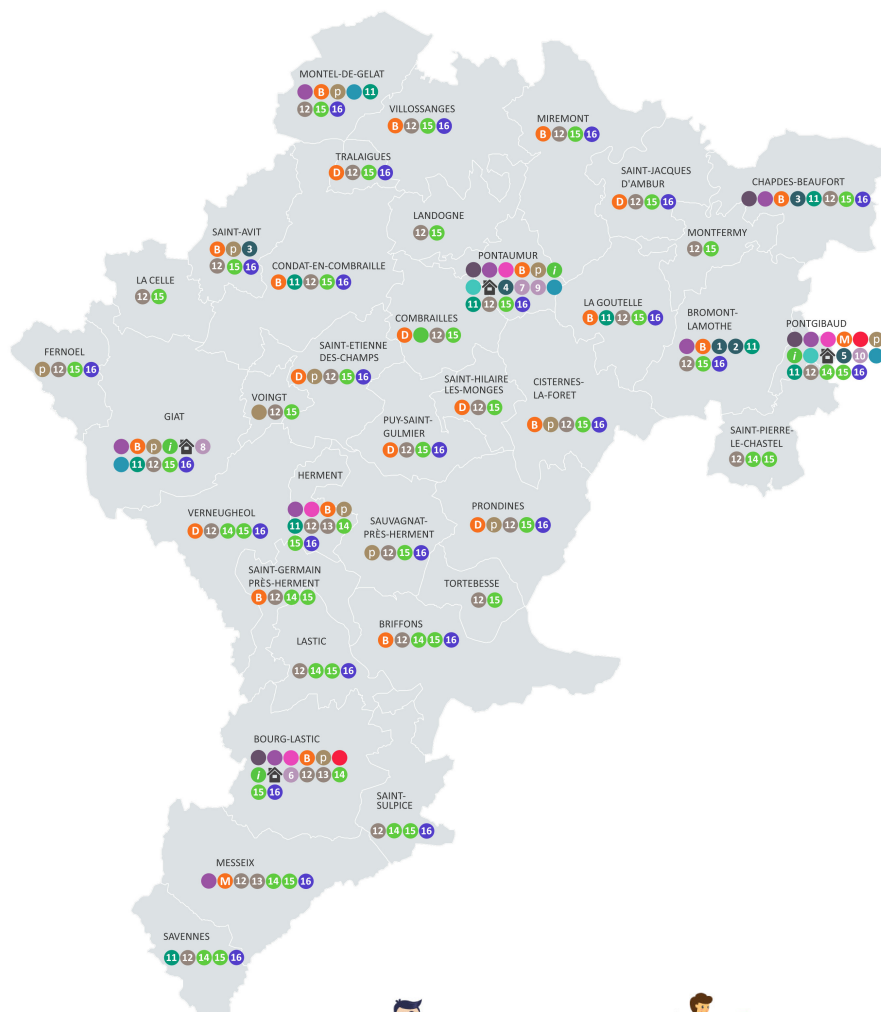 MONTEL-DE-GELAT
B p 11
12 15 16
VILLOSSANGES
B 12 15 16
MIREMONT
B 12 15 16
TRALAIGUES
D 12 15 16
SAINT-JACQUES
D'AMBUR
D 12 15 16
CHAPDES-BEAUFORT
B 3 11 12 15 16
LANDOGNE
12 15
SAINT-AVIT
B p 3
12 15 16
MONTFERMY
12 15
CONDAT-EN-COMBRAILLE
B 11 12 15 16
PONTAUMUR
B p i
4 7 9
11 12 15 16
LA CELLE
12 15
LA GOUTELLE
B 11 12 15 16
BROMONT-
LAMOTHE
B 1 2 11
12 15 16
PONTGIBAUD
M p
i 5 10
11 12 14 15 16
COMBRAILLES
D 12 15
FERNOEL
p 12 15 16
SAINT-ETIENNE
DES-CHAMPS
D p 12 15 16
VOINGT
12 15
SAINT-HILAIRE
LES-MONGES
D 12 15
CISTERNES-
LA-FORET
B p 12 15 16
GIAT
B p i 8
11 12 15 16
PUY-SAINT-
GULMIER
D 12 15 16
SAINT-PIERRE-
LE-CHASTEL
12 14 15
HERMENT
B p
11 12 13 14
15 16
VERNEUGHEOL
D 12 14 15 16
SAUVAGNAT-
PRÈS-HERMENT
p 12 15 16
PRONDINES
D p 12 15 16
SAINT-GERMAIN
PRÈS-HERMENT
B 12 14 15
TORTEBESSE
12 15
BRIFFONS
B 12 14 15 16
LASTIC
12 14 15 16
BOURG-LASTIC
B p
i 6 12 13 14
15 16
SAINT-
SULPICE
12 14 15 16
MESSEIX
M 12 13 14 15 16
SAVENNES
11 12 14 15 16